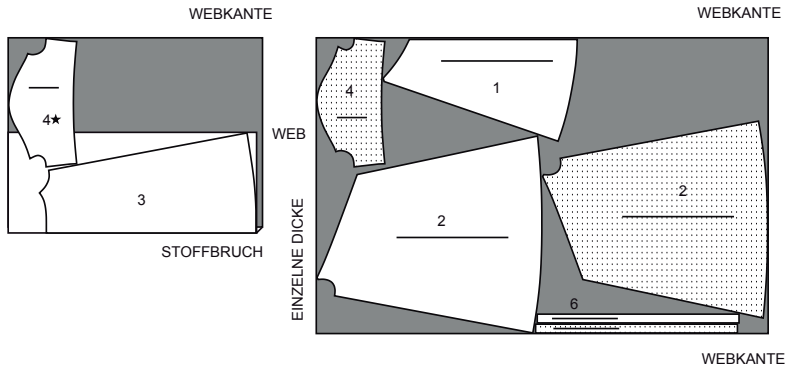 WEBKANTE
4★
3
STOFFBRUCH
WEBKANTE
WEB
EINZELNE DICKE
4
1
2
2
6
WEBKANTE